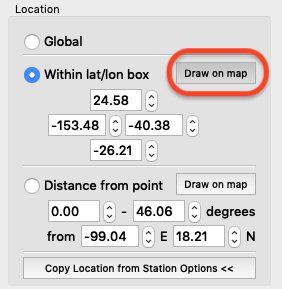 Location
Global
Within lat/lon box Draw on map
24.58
-153.48 -40.38
-26.21
Distance from point Draw on map
0.00 - 46.06 degrees
from -99.04 E 18.21 N
Copy Location from Station Options <<